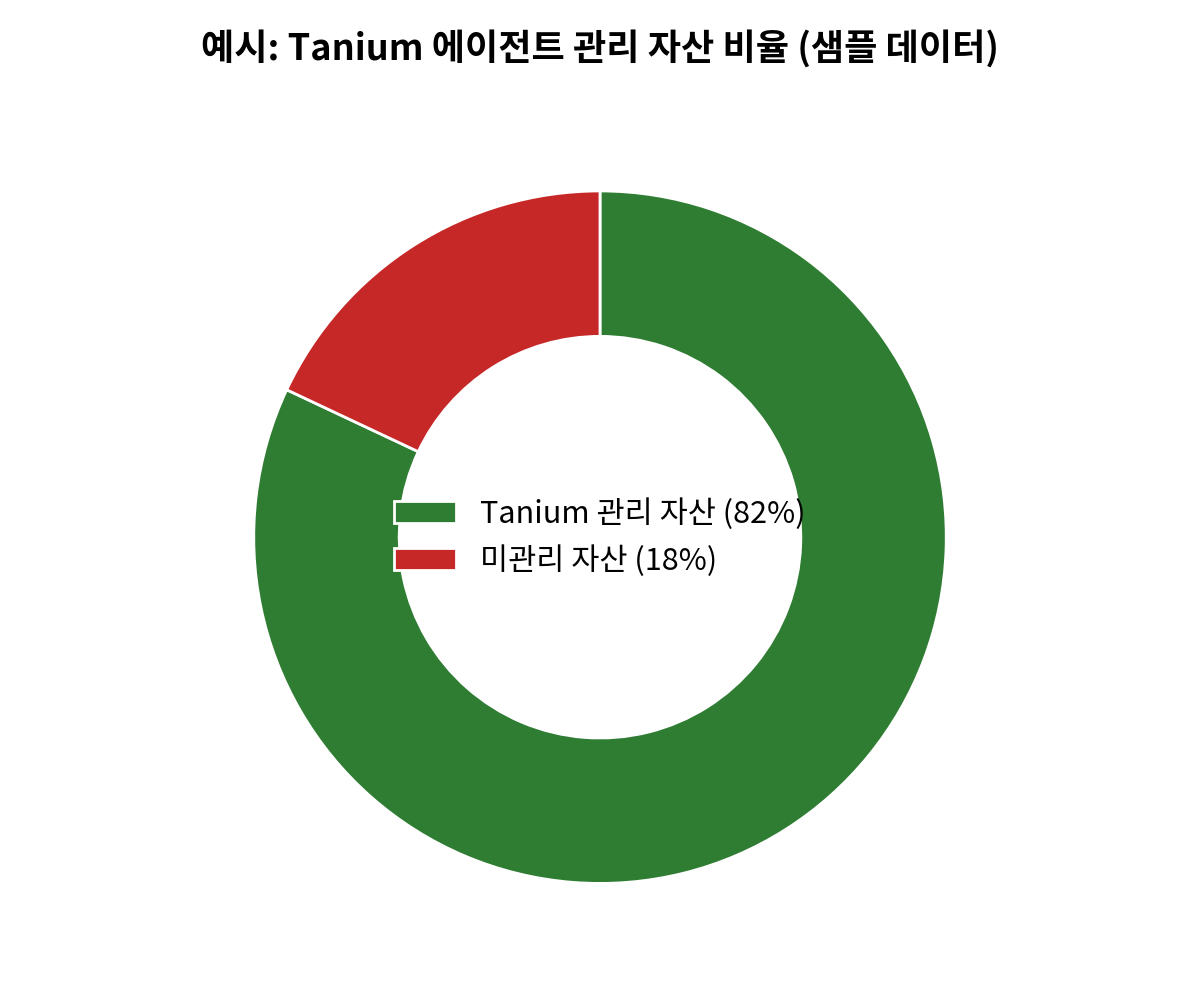 예시: Tanium 에이전트 관리 자산 비율 (샘플 데이터)
Tanium 관리 자산 (82%)
미관리 자산 (18%)